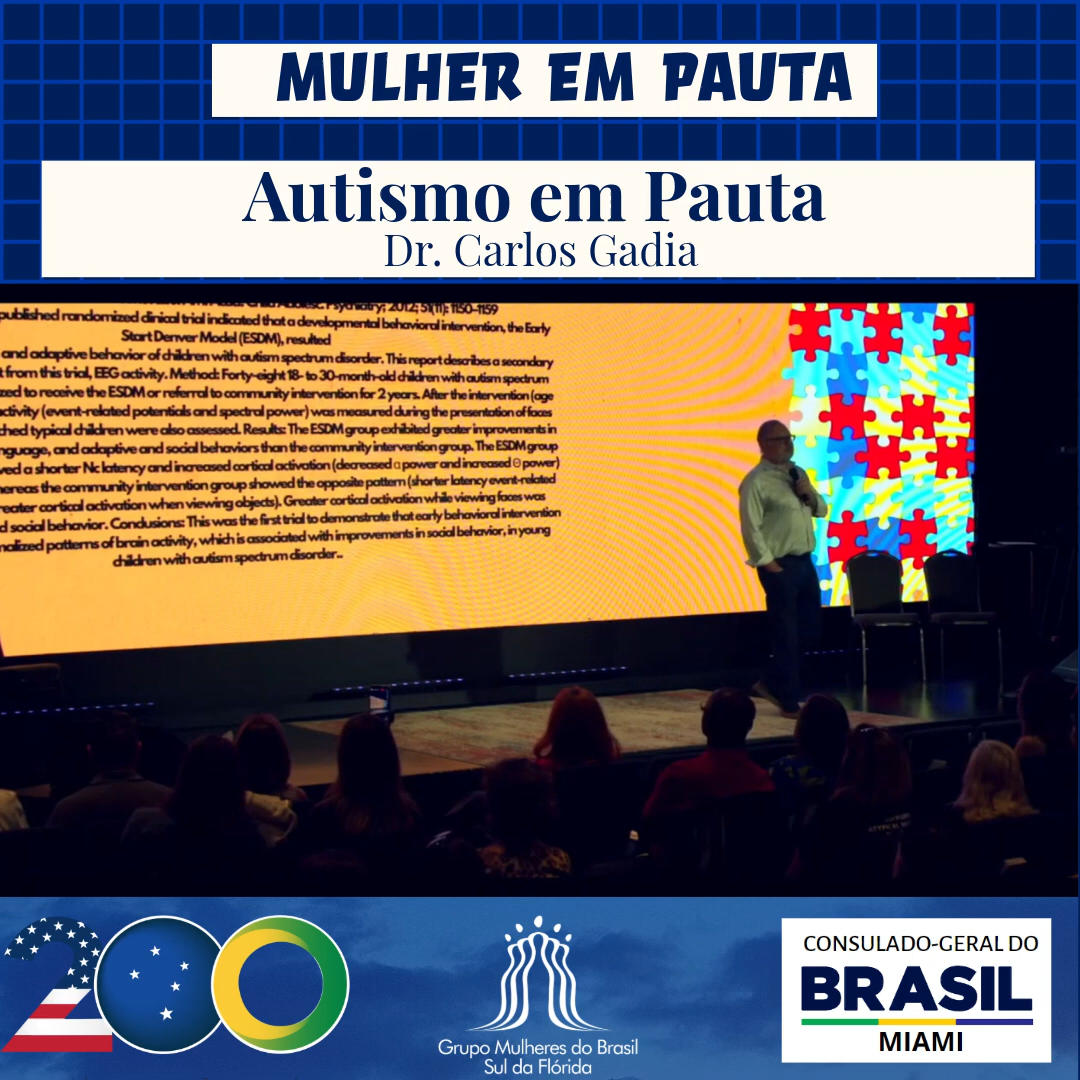 MULHER EM PAUTA
Autismo em Pauta
Dr. Carlos Gadia
Psychiatry; 2012; 51(11): 1150-1159
published randomized clinical trial indicated that a developmental behavioral intervention, the Early
Start Denver Model (ESDM), resulted
and adaptive behavior of children with autism spectrum disorder. This report describes a secondary
from this trial, EEG activity. Method: Forty-eight 18- to 30-month-old children with autism spectrum
to receive the ESDM or referral to community intervention for 2 years. After the intervention (age
(event-related potentials and spectral power) was measured during the presentation of faces
typical children were also assessed. Results: The ESDM group exhibited greater improvements in
and adaptive and social behaviors than the community intervention group. The ESDM group
a shorter Nc latency and increased cortical activation (decreased α power and increased Θ power)
the community intervention group showed the opposite pattern (shorter latency event-related
cortical activation when viewing objects). Greater cortical activation while viewing faces was
social behavior. Conclusions: This was the first trial to demonstrate that early behavioral intervention
patterns of brain activity, which is associated with improvements in social behavior, in young
children with autism spectrum disorder..
200
Grupo Mulheres do Brasil
Sul da Flórida
CONSULADO-GERAL DO
BRASIL
MIAMI